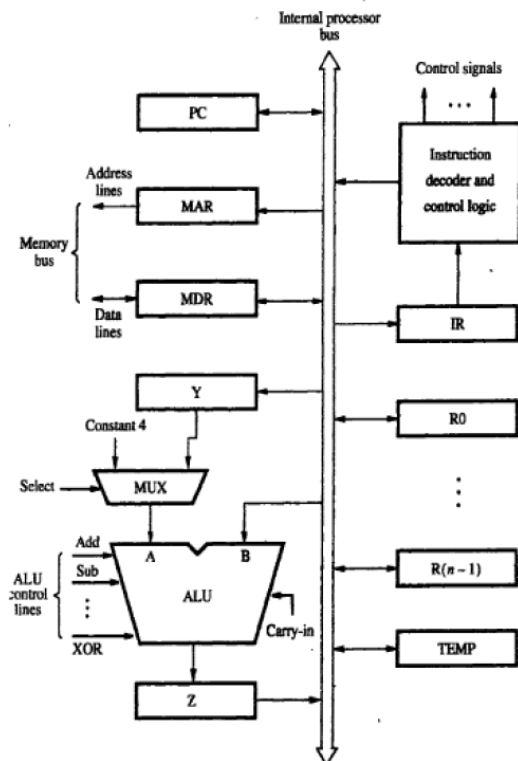 Internal processor
bus
Control signals
...
PC
Instruction
decoder and
control logic
Address
lines
MAR
Memory
bus
MDR
Data
lines
IR
Y
R0
Constant 4
Select
MUX
Add
A
B
Sub
ALU
control
lines
ALU
R(n − 1)
Carry-in
XOR
TEMP
Z